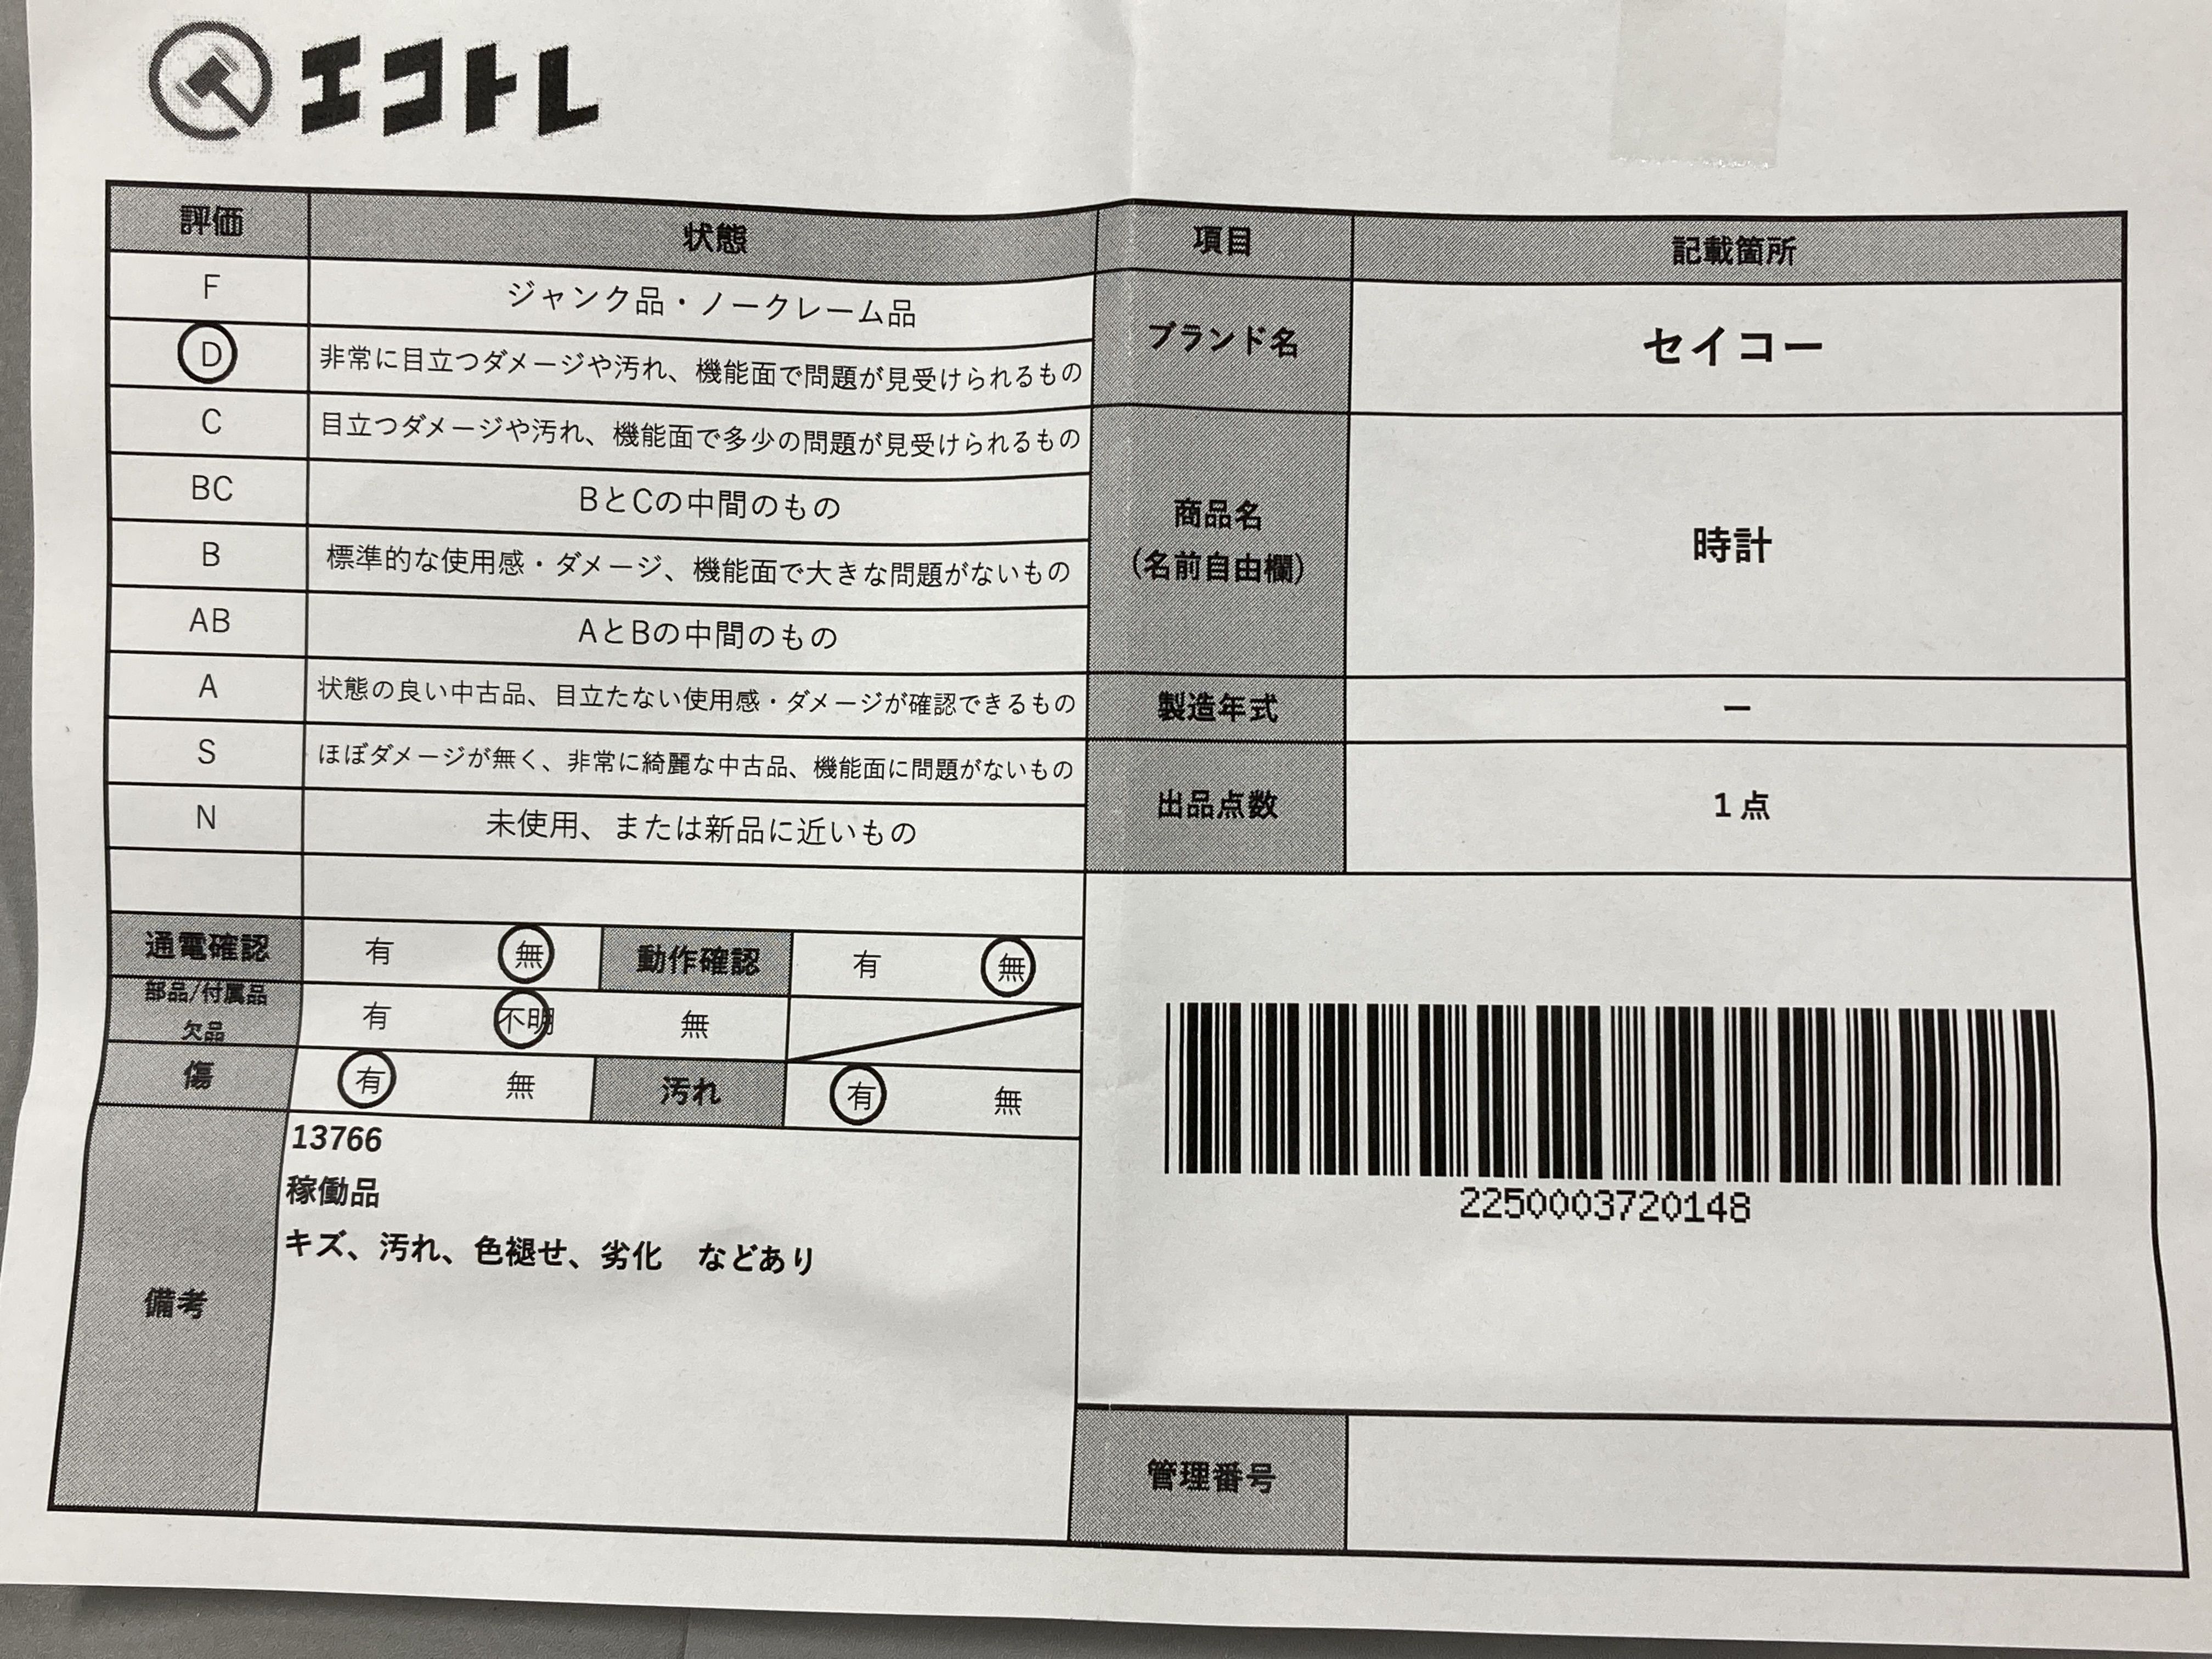 エコトレ
評価 状態 項目 記載箇所
F ジャンク品・ノークレーム品
D 非常に目立つダメージや汚れ、機能面で問題が見受けられるもの
ブランド名 セイコー
C 目立つダメージや汚れ、機能面で多少の問題が見受けられるもの
BC BとCの中間のもの
商品名
(名前自由欄)
時計
B 標準的な使用感・ダメージ、機能面で大きな問題がないもの
AB AとBの中間のもの
A 状態の良い中古品、目立たない使用感・ダメージが確認できるもの
製造年式 ー
S ほぼダメージが無く、非常に綺麗な中古品、機能面に問題がないもの
出品点数 1点
N 未使用、または新品に近いもの
通電確認 有 無 動作確認 有 無
部品/付属品
欠品
有 不明 無
傷 有 無 汚れ 有 無
備考
13766
稼働品
キズ、汚れ、色褪せ、劣化 などあり
2250003720148
管理番号